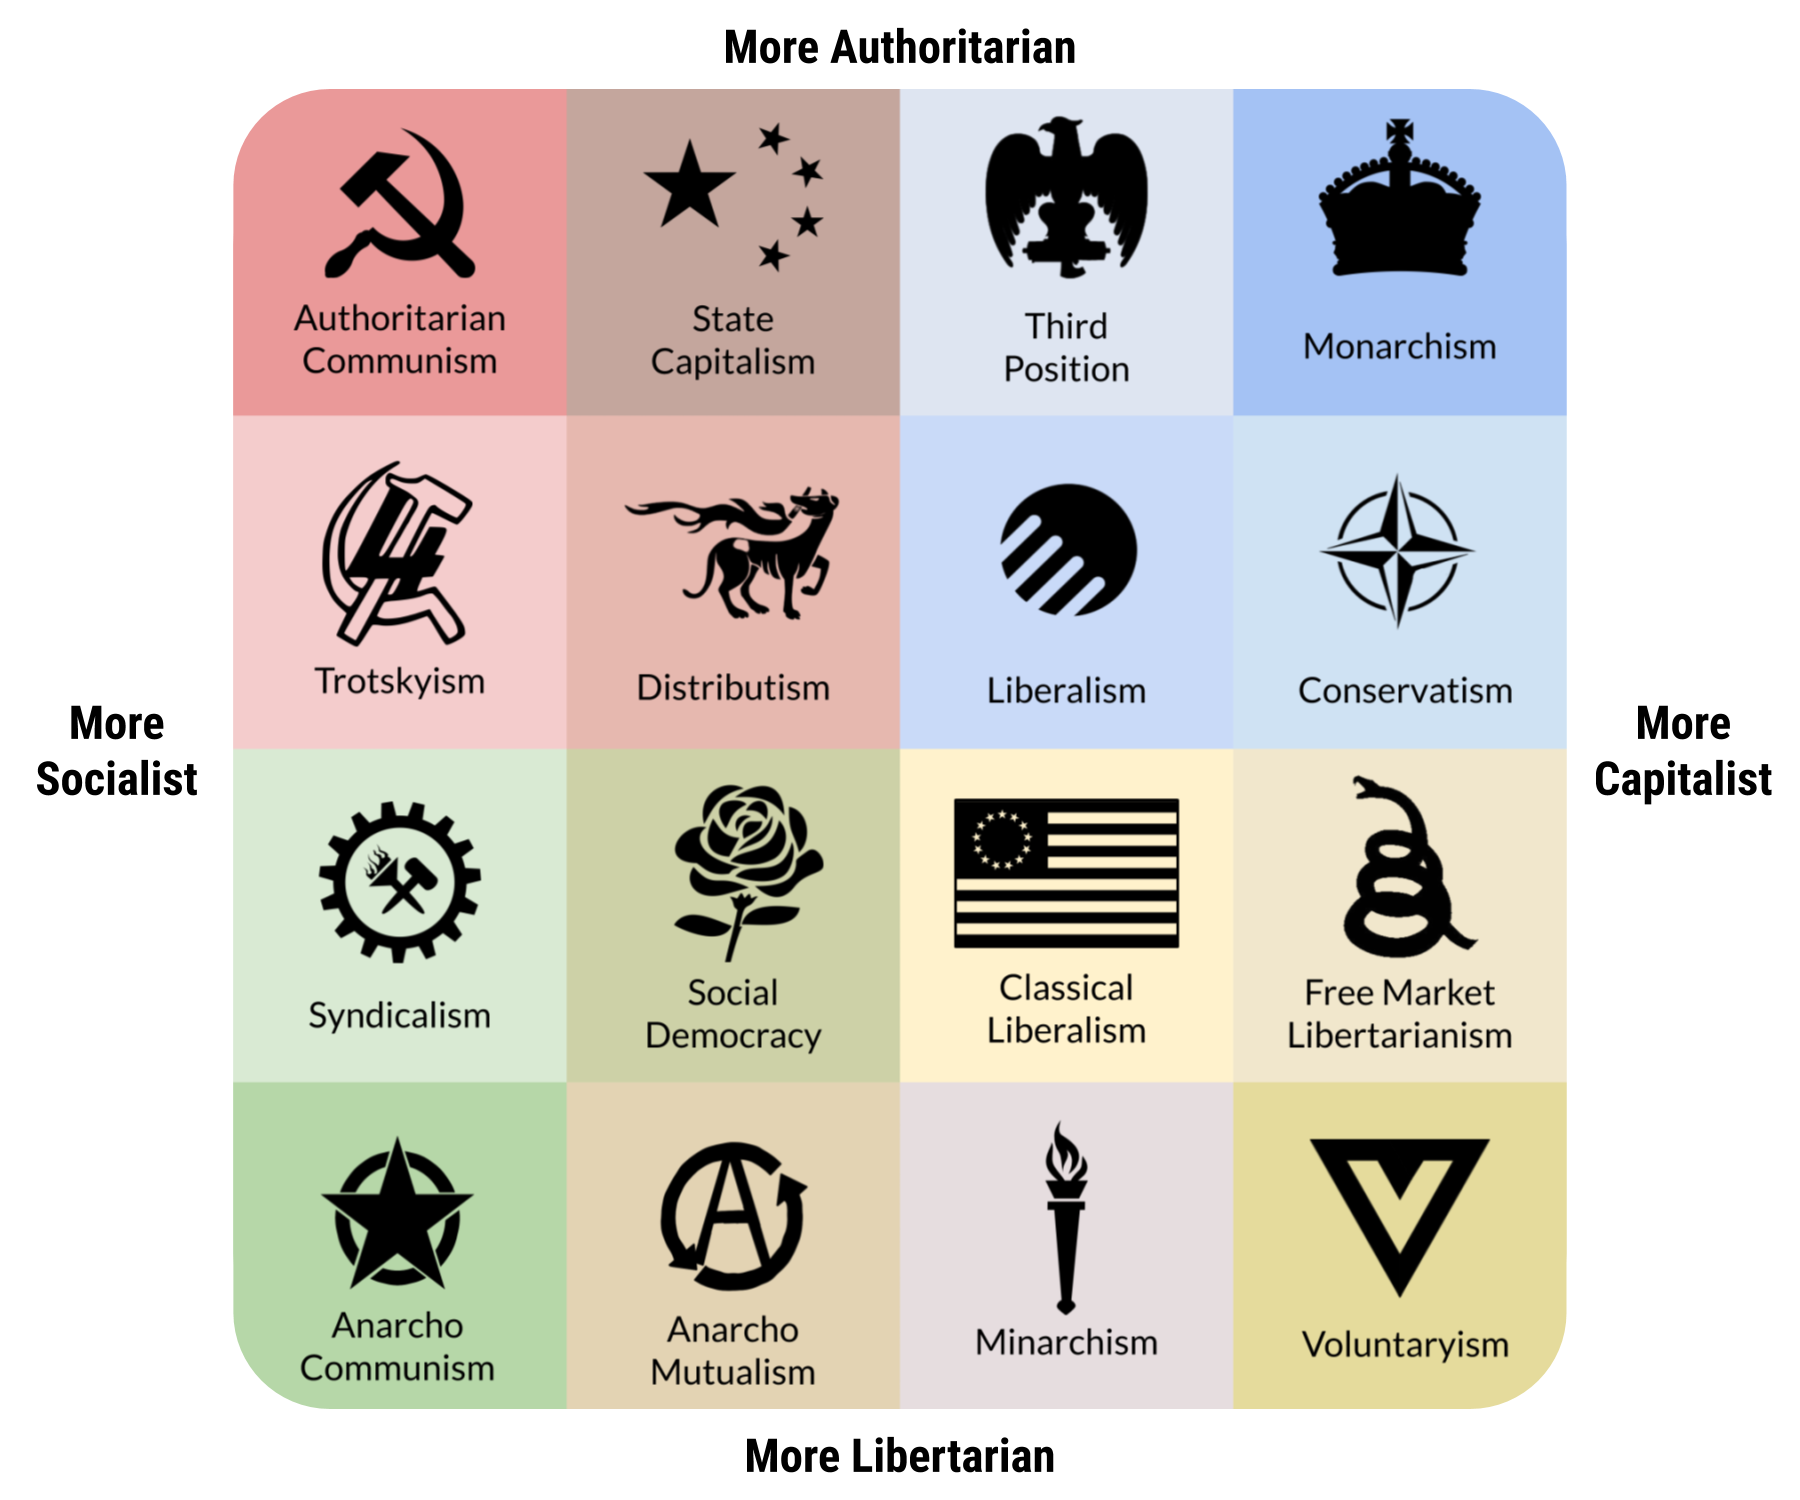 More Authoritarian
Authoritarian
Communism
State
Capitalism
Third
Position
Monarchism
Trotskyism
Distributism
Liberalism
Conservatism
More
Socialist
More
Capitalist
Syndicalism
Social
Democracy
Classical
Liberalism
Free Market
Libertarianism
Anarcho
Communism
Anarcho
Mutualism
Minarchism
Voluntaryism
More Libertarian